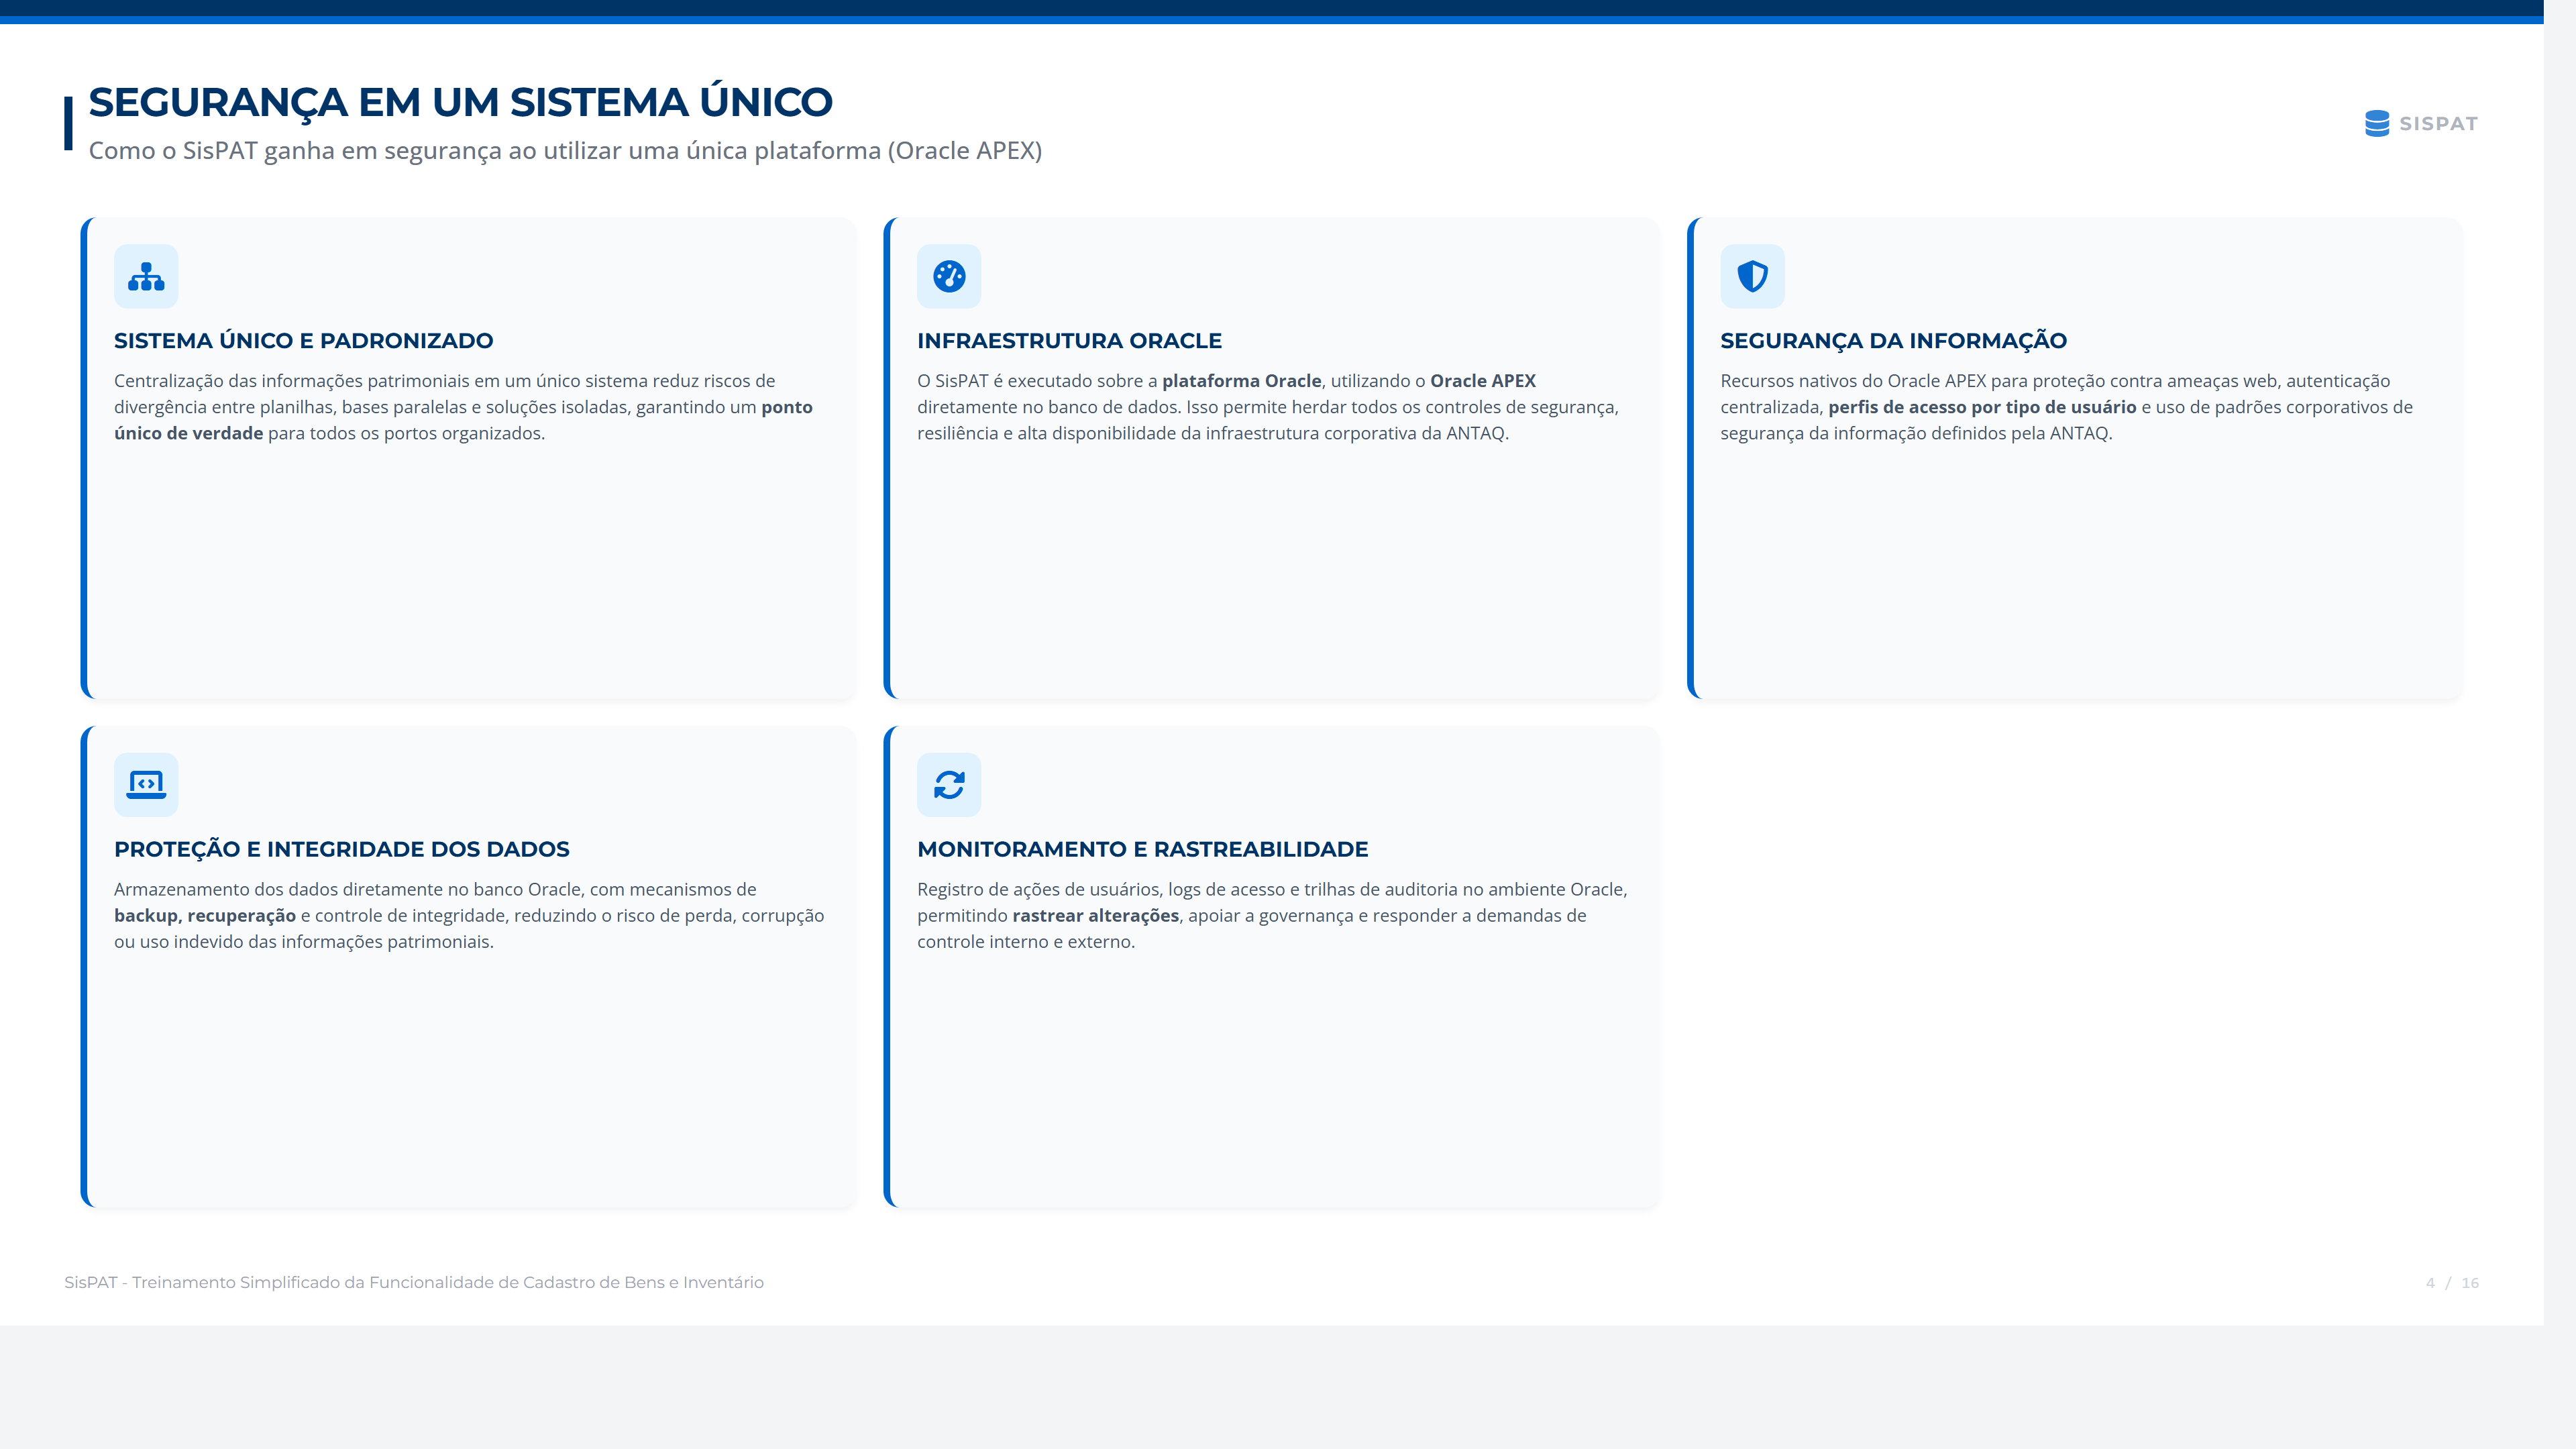 SEGURANÇA EM UM SISTEMA ÚNICO
Como o SisPAT ganha em segurança ao utilizar uma única plataforma (Oracle APEX)
SISPAT
SISTEMA ÚNICO E PADRONIZADO
Centralização das informações patrimoniais em um único sistema reduz riscos de
divergência entre planilhas, bases paralelas e soluções isoladas, garantindo um ponto
único de verdade para todos os portos organizados.
INFRAESTRUTURA ORACLE
O SisPAT é executado sobre a plataforma Oracle, utilizando o Oracle APEX
diretamente no banco de dados. Isso permite herdar todos os controles de segurança,
resiliência e alta disponibilidade da infraestrutura corporativa da ANTAQ.
SEGURANÇA DA INFORMAÇÃO
Recursos nativos do Oracle APEX para proteção contra ameaças web, autenticação
centralizada, perfis de acesso por tipo de usuário e uso de padrões corporativos de
segurança da informação definidos pela ANTAQ.
PROTEÇÃO E INTEGRIDADE DOS DADOS
Armazenamento dos dados diretamente no banco Oracle, com mecanismos de
backup, recuperação e controle de integridade, reduzindo o risco de perda, corrupção
ou uso indevido das informações patrimoniais.
MONITORAMENTO E RASTREABILIDADE
Registro de ações de usuários, logs de acesso e trilhas de auditoria no ambiente Oracle,
permitindo rastrear alterações, apoiar a governança e responder a demandas de
controle interno e externo.
SisPAT - Treinamento Simplificado da Funcionalidade de Cadastro de Bens e Inventário
4 / 16